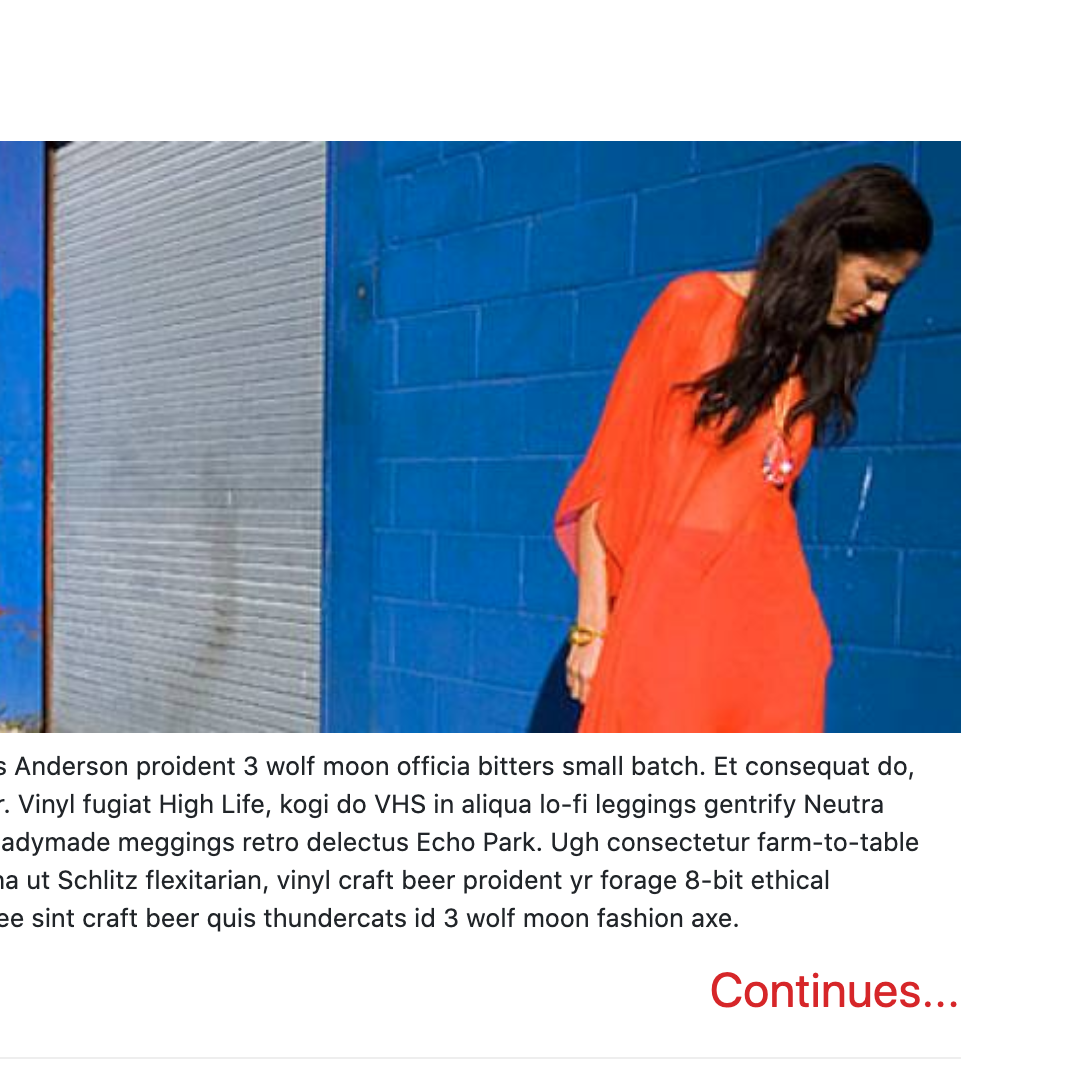 Anderson proident 3 wolf moon officia bitters small batch. Et consequat do,
Vinyl fugiat High Life, kogi do VHS in aliqua lo-fi leggings gentrify Neutra
adymade meggings retro delectus Echo Park. Ugh consectetur farm-to-table
ut Schlitz flexitarian, vinyl craft beer proident yr forage 8-bit ethical
sint craft beer quis thundercats id 3 wolf moon fashion axe.
Continues...